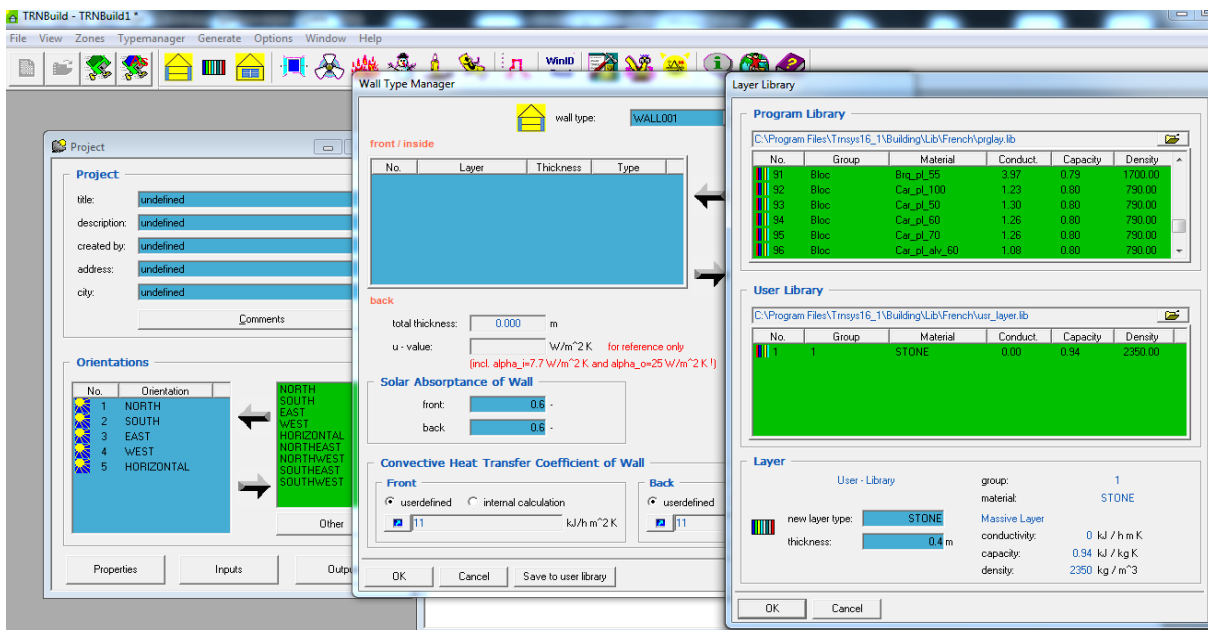 TRNBuild - TRNBuild1 *
File View Zones Typemanager Generate Options Window Help
WinID
Project
Project
title: undefined
description: undefined
created by: undefined
address: undefined
city: undefined
Comments
Orientations
No. Orientation
1 NORTH
2 SOUTH
3 EAST
4 WEST
5 HORIZONTAL
NORTH
SOUTH
EAST
WEST
HORIZONTAL
NORTHEAST
NORTHWEST
SOUTHEAST
SOUTHWEST
Other
Properties Inputs Outpu
Wall Type Manager
wall type: WALL001
front / inside
No. Layer Thickness Type
back
total thickness: 0.000 m
u - value: W/m^2 K for reference only
(incl. alpha_i=7.7 W/m^2 K and alpha_o=25 W/m^2 K !)
Solar Absorptance of Wall
front: 0.6 -
back 0.6 -
Convective Heat Transfer Coefficient of Wall
Front
userdefined internal calculation
11 kJ/h m^2 K
Back
userdefined
11
OK Cancel Save to user library
Layer Library
Program Library
C:\Program Files\Trnsys16_1\Building\Lib\French\prglay.lib
No. Group Material Conduct. Capacity Density
91 Bloc Brq_pl_55 3.97 0.79 1700.00
92 Bloc Car_pl_100 1.23 0.80 790.00
93 Bloc Car_pl_50 1.30 0.80 790.00
94 Bloc Car_pl_60 1.26 0.80 790.00
95 Bloc Car_pl_70 1.26 0.80 790.00
96 Bloc Car_pl_alv_60 1.08 0.80 790.00
User Library
C:\Program Files\Trnsys16_1\Building\Lib\French\usr_layer.lib
No. Group Material Conduct. Capacity Density
1 1 STONE 0.00 0.94 2350.00
Layer
User - Library
group: 1
material: STONE
new layer type: STONE
Massive Layer
thickness: 0.4 m
conductivity: 0 kJ / h m K
capacity: 0.94 kJ / kg K
density: 2350 kg / m^3
OK Cancel